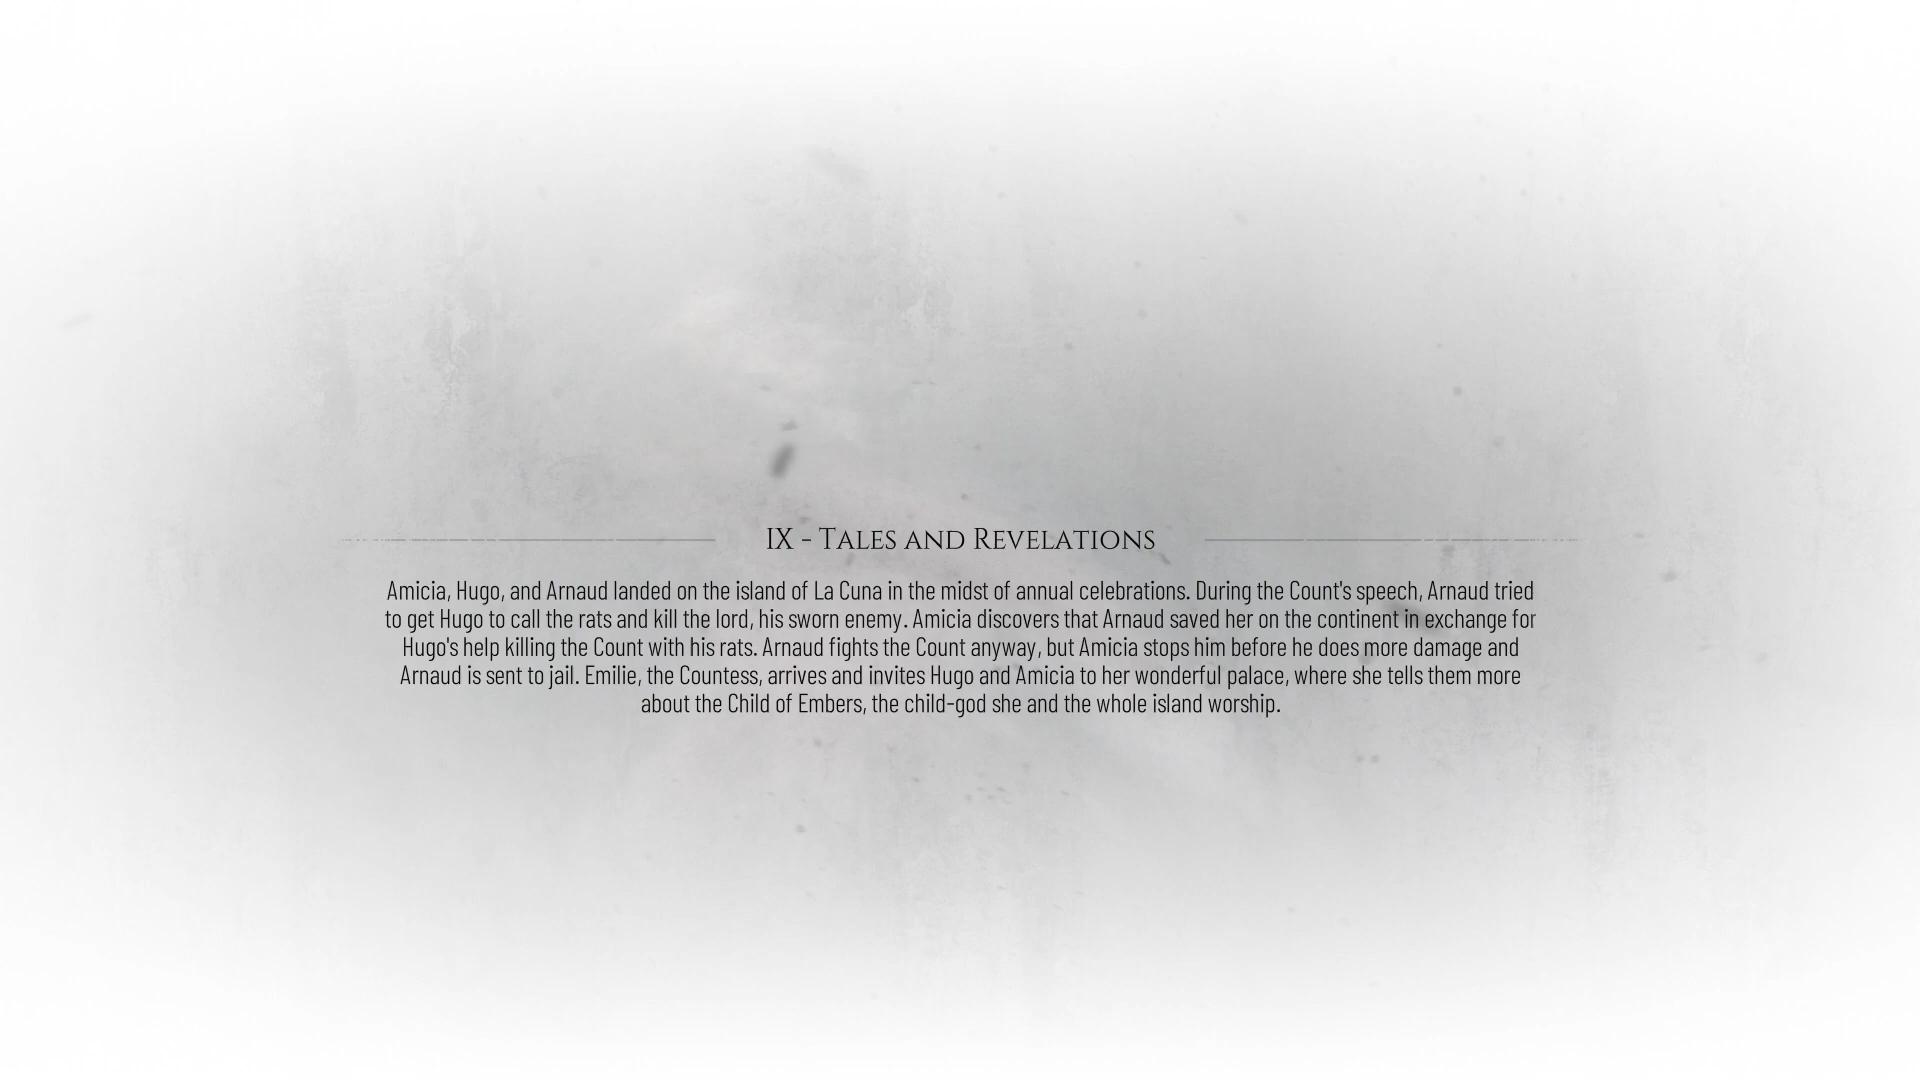 IX - Tales and Revelations
Amicia, Hugo, and Arnaud landed on the island of La Cuna in the midst of annual celebrations. During the Count's speech, Arnaud tried
to get Hugo to call the rats and kill the lord, his sworn enemy. Amicia discovers that Arnaud saved her on the continent in exchange for
Hugo's help killing the Count with his rats. Arnaud fights the Count anyway, but Amicia stops him before he does more damage and
Arnaud is sent to jail. Emilie, the Countess, arrives and invites Hugo and Amicia to her wonderful palace, where she tells them more
about the Child of Embers, the child-god she and the whole island worship.